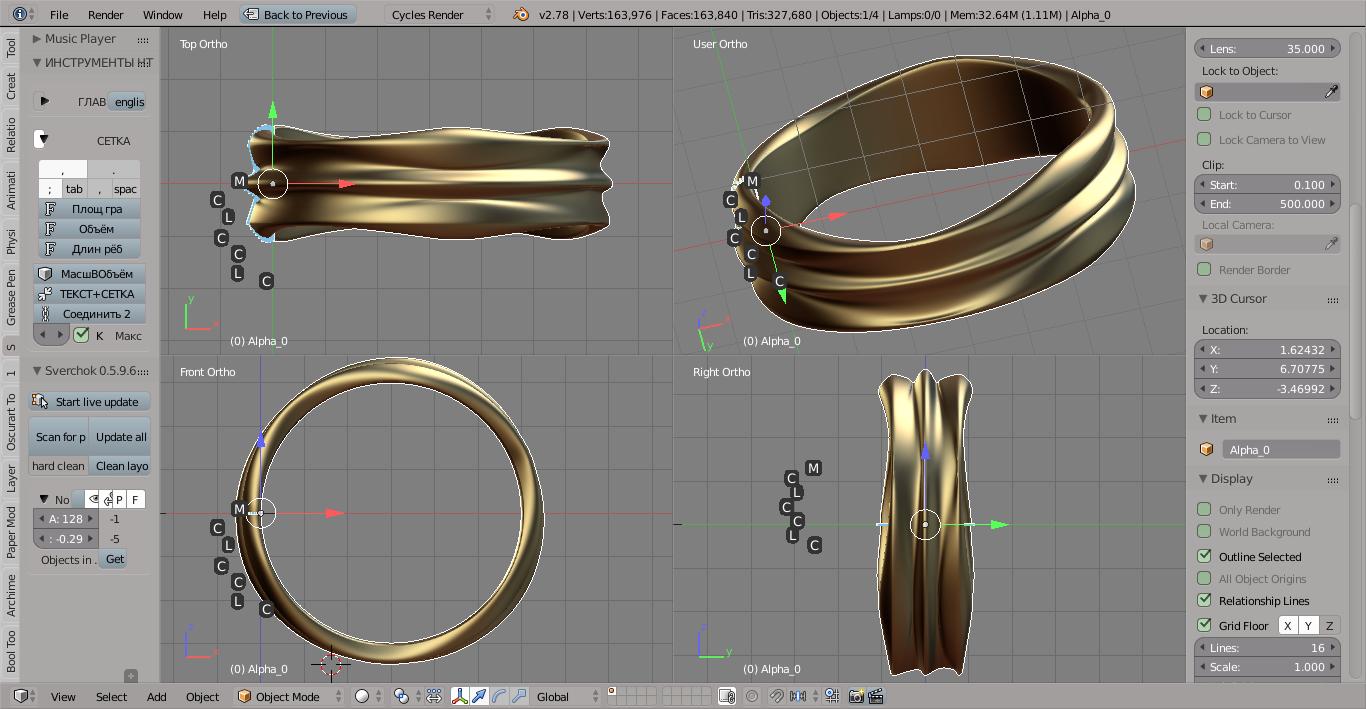 File Render Window Help Back to Previous Cycles Render v2.78 | Verts:163,976 | Faces:163,840 | Tris:327,680 | Objects:1/4 | Lamps:0/0 | Mem:32.64M (1.11M) | Alpha_0
Tool
Creat
Relatio
Animati
Physi
Grease Pen
S
1
Oscurart To
Layer
Paper Mod
Archime
Bool Too
Music Player
ИНСТРУМЕНТЫ НТ
ГЛАВ englis
СЕТКА
, .
; tab , spac
F Площ гра
F Объём
F Длин рёб
МасшВОбъём
ТЕКСТ+СЕТКА
Соединить 2
К Макс
Sverchok 0.5.9.6
Start live update
Scan for p Update all
hard clean Clean layo
No P F
A: 128 -1
: -0.29 -5
Objects in . Get
Top Ortho
M
C
L
C
C
L
C
y
x
(0) Alpha_0
User Ortho
M
C
L
C
C
L
C
z
x
y
(0) Alpha_0
Front Ortho
M
C
L
C
C
L
C
z
x
(0) Alpha_0
Right Ortho
M
C
L
C
C
L
C
z
y
(0) Alpha_0
Lens: 35.000
Lock to Object:
Lock to Cursor
Lock Camera to View
Clip:
Start: 0.100
End: 500.000
Local Camera:
Render Border
3D Cursor
Location:
X: 1.62432
Y: 6.70775
Z: -3.46992
Item
Alpha_0
Display
Only Render
World Background
Outline Selected
All Object Origins
Relationship Lines
Grid Floor X Y Z
Lines: 16
Scale: 1.000
View Select Add Object Object Mode Global